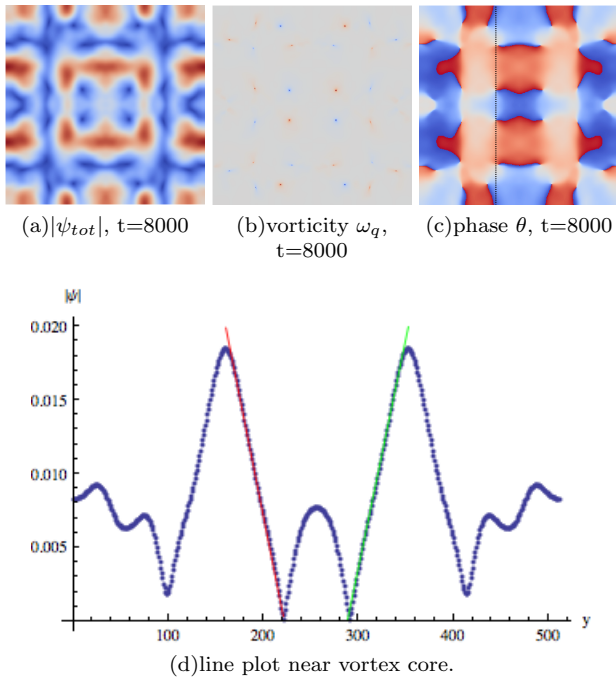 (a)|ψ_tot|, t=8000
(b)vorticity ω_q,
t=8000
(c)phase θ, t=8000
|ψ|
0.020
0.015
0.010
0.005
100 200 300 400 500
y
(d)line plot near vortex core.